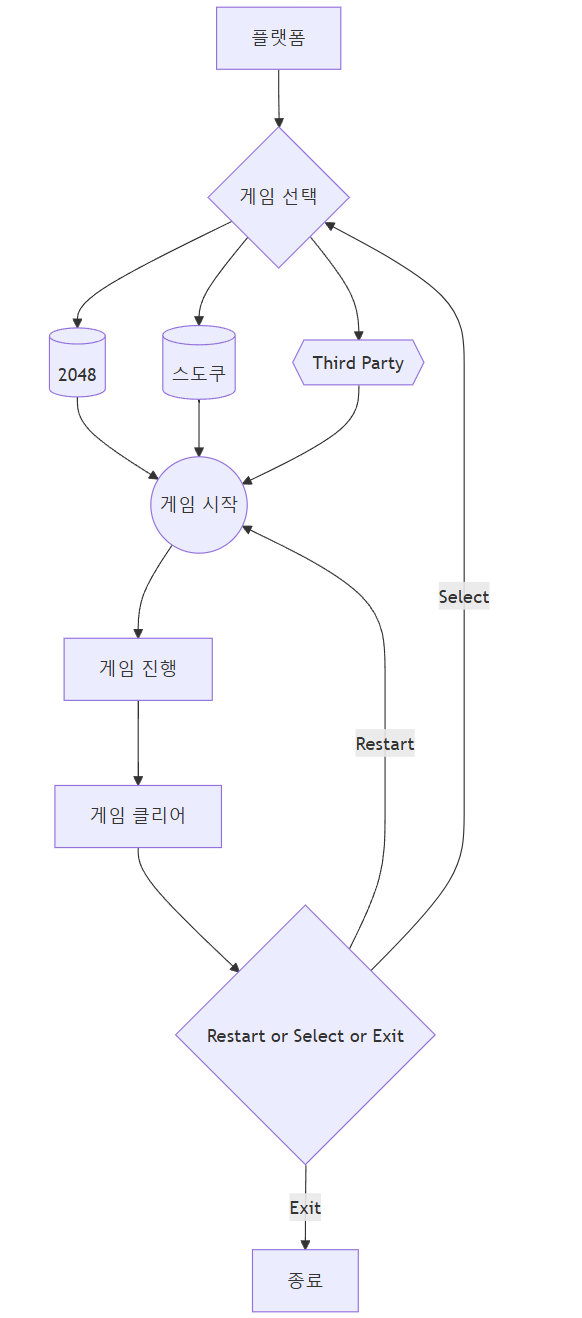 플랫폼
게임 선택
2048
스도쿠
Third Party
게임 시작
Select
게임 진행
Restart
게임 클리어
Restart or Select or Exit
Exit
종료